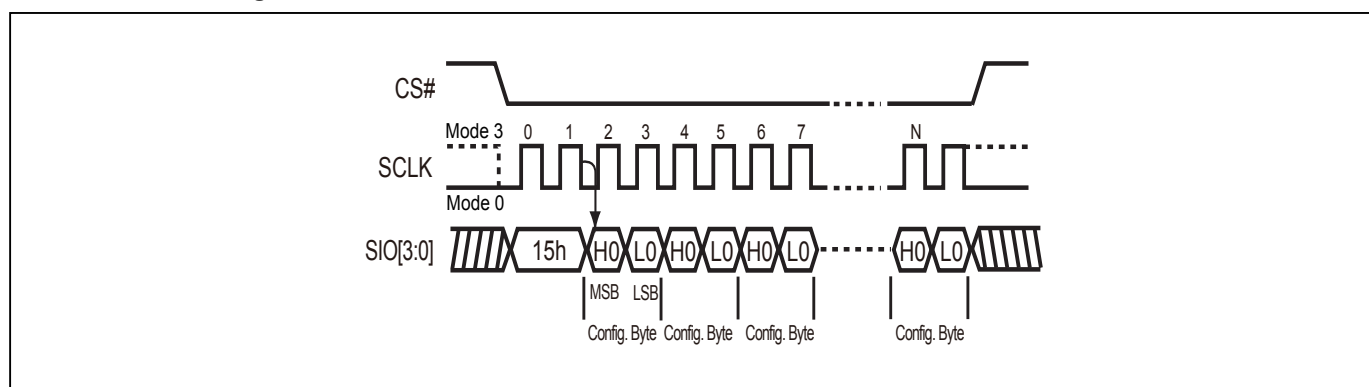 CS#
Mode 3 0 1 2 3 4 5 6 7 N
SCLK
Mode 0
SIO[3:0] 15h H0 L0 H0 L0 H0 L0 H0 L0
MSB LSB
Config. Byte Config. Byte Config. Byte Config. Byte